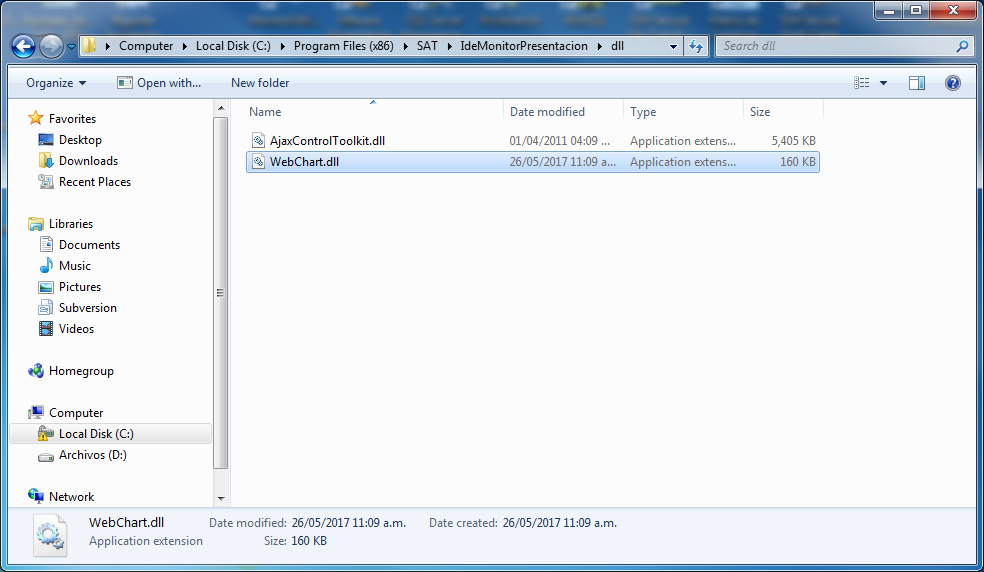 Computer Local Disk (C:) Program Files (x86) SAT IdeMonitorPresentacion dll Search dll
Organize Open with... New folder
Name Date modified Type Size
AjaxControlToolkit.dll 01/04/2011 04:09 ... Application extens... 5,405 KB
WebChart.dll 26/05/2017 11:09 a... Application extens... 160 KB
Favorites
Desktop
Downloads
Recent Places
Libraries
Documents
Music
Pictures
Subversion
Videos
Homegroup
Computer
Local Disk (C:)
Archivos (D:)
Network
WebChart.dll Date modified: 26/05/2017 11:09 a.m. Date created: 26/05/2017 11:09 a.m.
Application extension Size: 160 KB